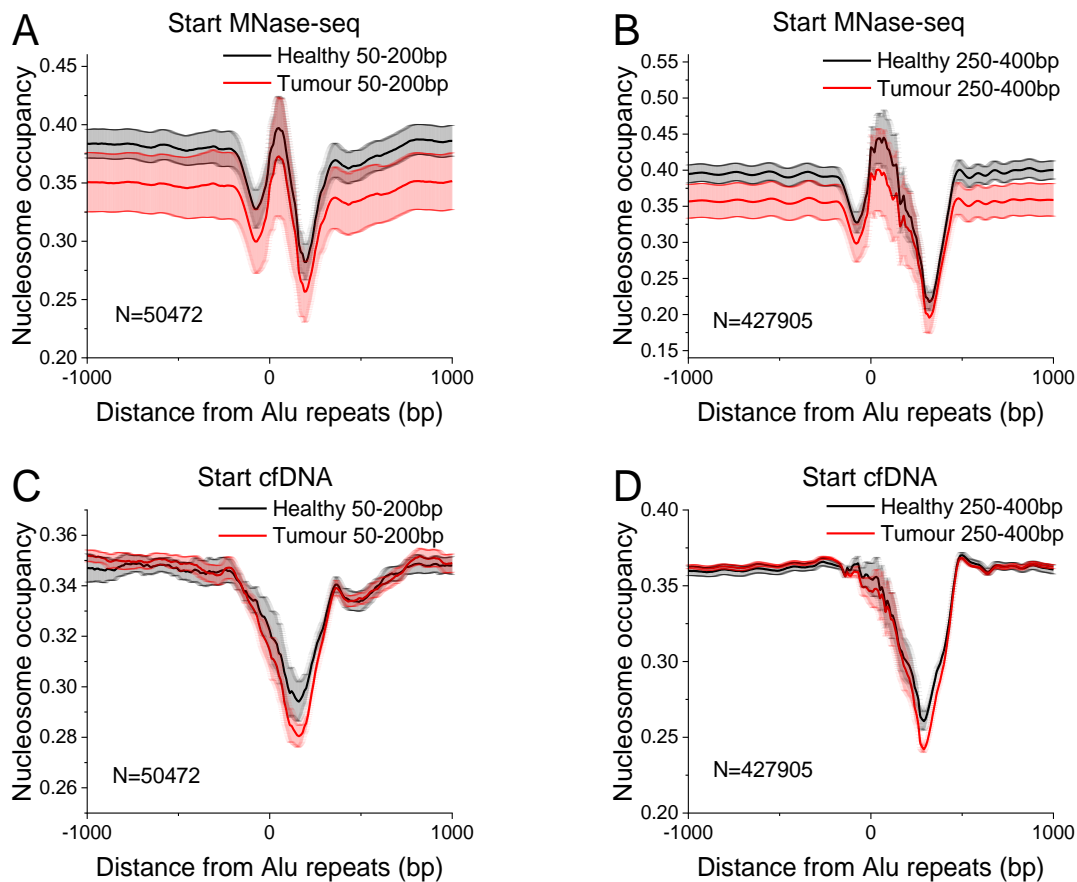 A
Start MNase-seq
Healthy 50-200bp
Tumour 50-200bp
Nucleosome occupancy
0.45
0.40
0.35
0.30
0.25
0.20
N=50472
-1000
0
1000
Distance from Alu repeats (bp)
B
Start MNase-seq
Healthy 250-400bp
Tumour 250-400bp
Nucleosome occupancy
0.55
0.50
0.45
0.40
0.35
0.30
0.25
0.20
0.15
N=427905
-1000
0
1000
Distance from Alu repeats (bp)
C
Start cfDNA
Healthy 50-200bp
Tumour 50-200bp
Nucleosome occupancy
0.36
0.34
0.32
0.30
0.28
0.26
N=50472
-1000
0
1000
Distance from Alu repeats (bp)
D
Start cfDNA
Healthy 250-400bp
Tumour 250-400bp
Nucleosome occupancy
0.40
0.35
0.30
0.25
0.20
N=427905
-1000
0
1000
Distance from Alu repeats (bp)